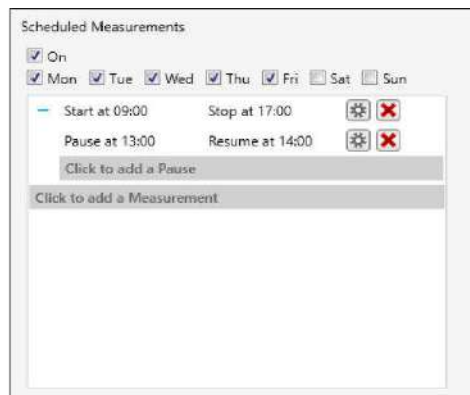 Scheduled Measurements
On
Mon Tue Wed Thu Fri Sat Sun
Start at 09:00 Stop at 17:00
Pause at 13:00 Resume at 14:00
Click to add a Pause
Click to add a Measurement